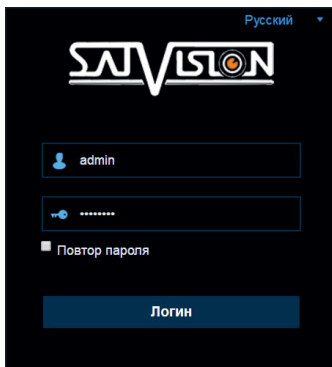 Русский
SATVISION
admin
••••••••
Повтор пароля
Логин